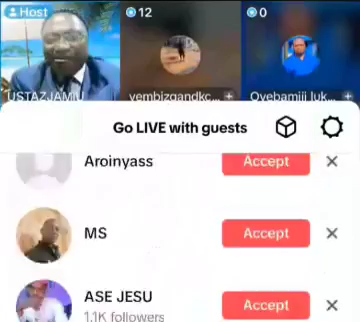 Host
12
0
USTAZJAMIU
yembizgandkc...
Oyebamiji luk...
Go LIVE with guests
Aroinyass
Accept
MS
Accept
ASE JESU
1.1K followers
Accept